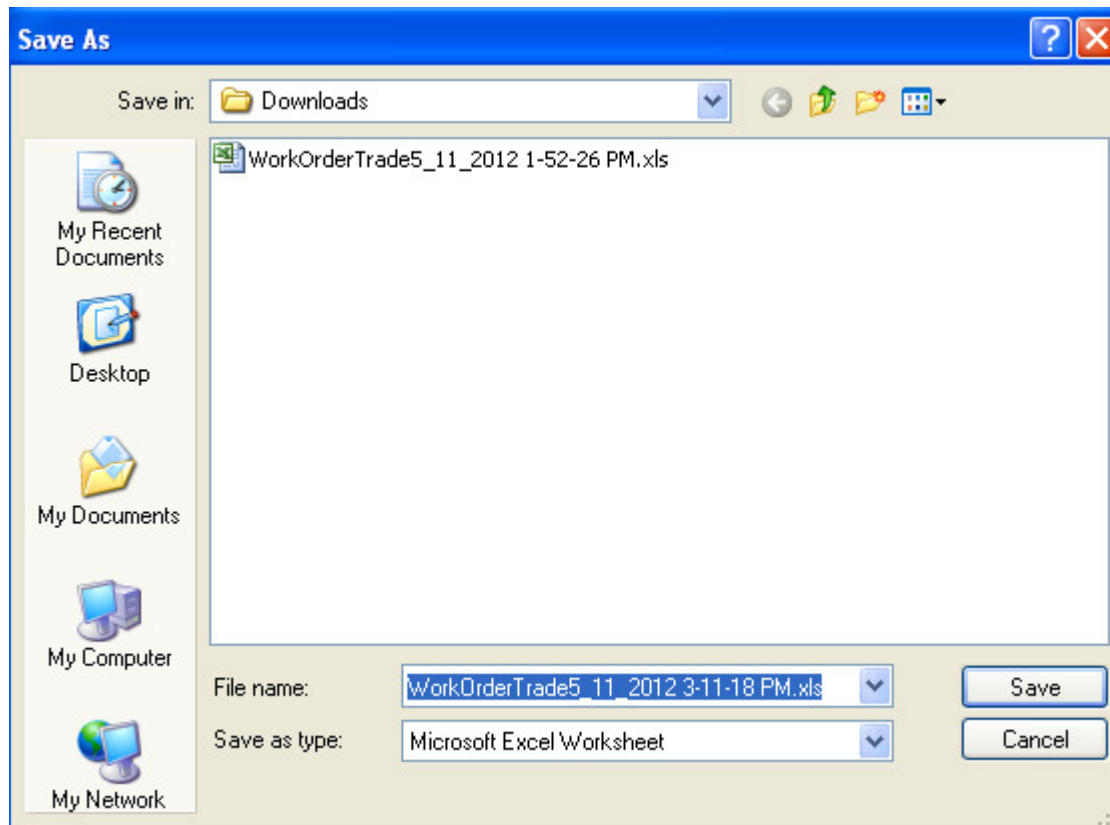 Save As
Save in:
Downloads
WorkOrderTrade5_11_2012 1-52-26 PM.xls
My Recent
Documents
Desktop
My Documents
My Computer
My Network
File name:
WorkOrderTrade5_11_2012 3-11-18 PM.xls
Save
Save as type:
Microsoft Excel Worksheet
Cancel